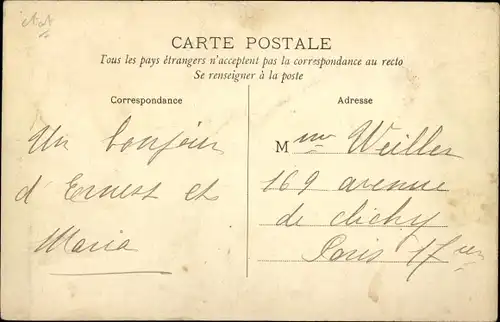 CARTE POSTALE
Tous les pays étrangers n'acceptent pas la correspondance au recto
Se renseigner à la poste
Correspondance
Un bonjour
d'Ernest et
Maria
Adresse
Mme Weiller
169 avenue
de clichy
Paris 17